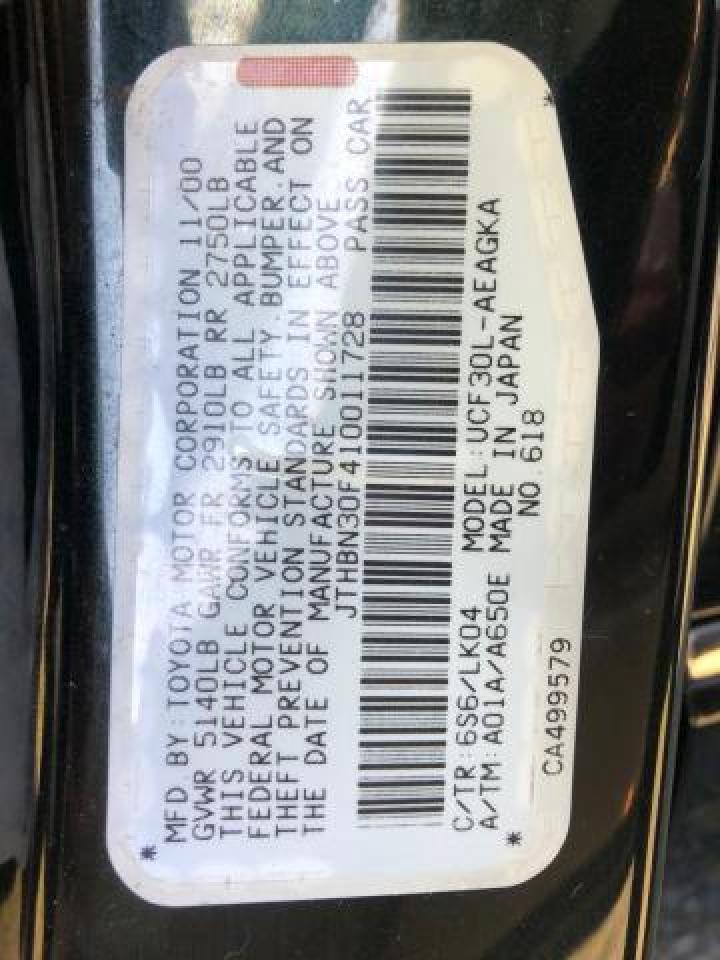 MFD. BY: TOYOTA MOTOR CORPORATION 11/00
GVWR 5140LB GAWR FR 2910LB RR 2750LB
THIS VEHICLE CONFORMS TO ALL APPLICABLE
FEDERAL MOTOR VEHICLE SAFETY, BUMPER, AND
THEFT PREVENTION STANDARDS IN EFFECT ON
THE DATE OF MANUFACTURE SHOWN ABOVE.
JTHBN30F410011728 PASS CAR
C/TR: 6S6/LK04 MODEL: UCF30L-AEAGKA
A/TM: A01A/A650E MADE IN JAPAN
NO. 618
CA499579